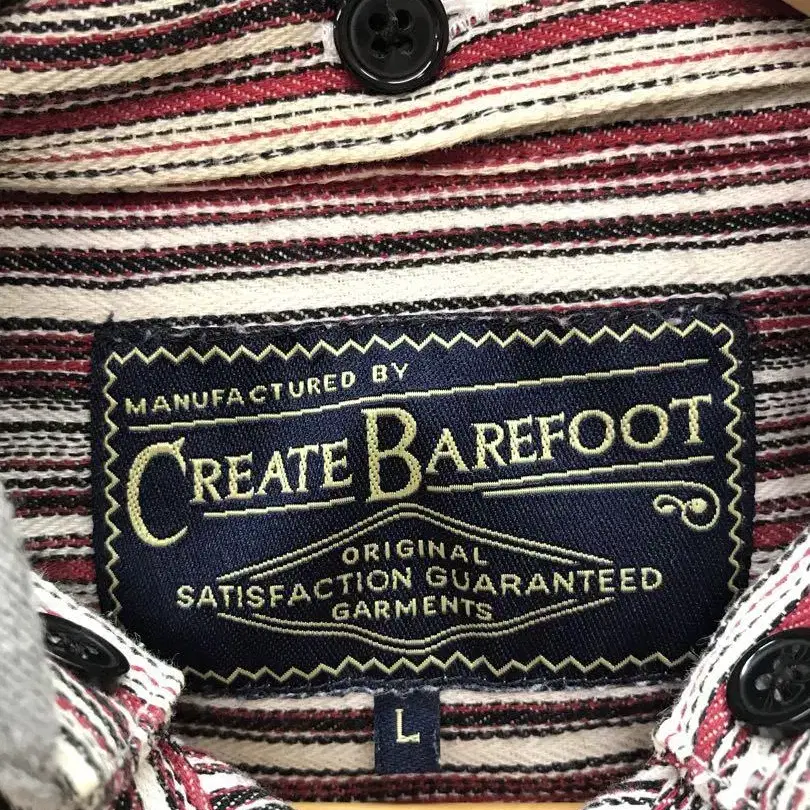 MANUFACTURED BY
CREATE BAREFOOT
ORIGINAL
SATISFACTION GUARANTEED
GARMENTS
L